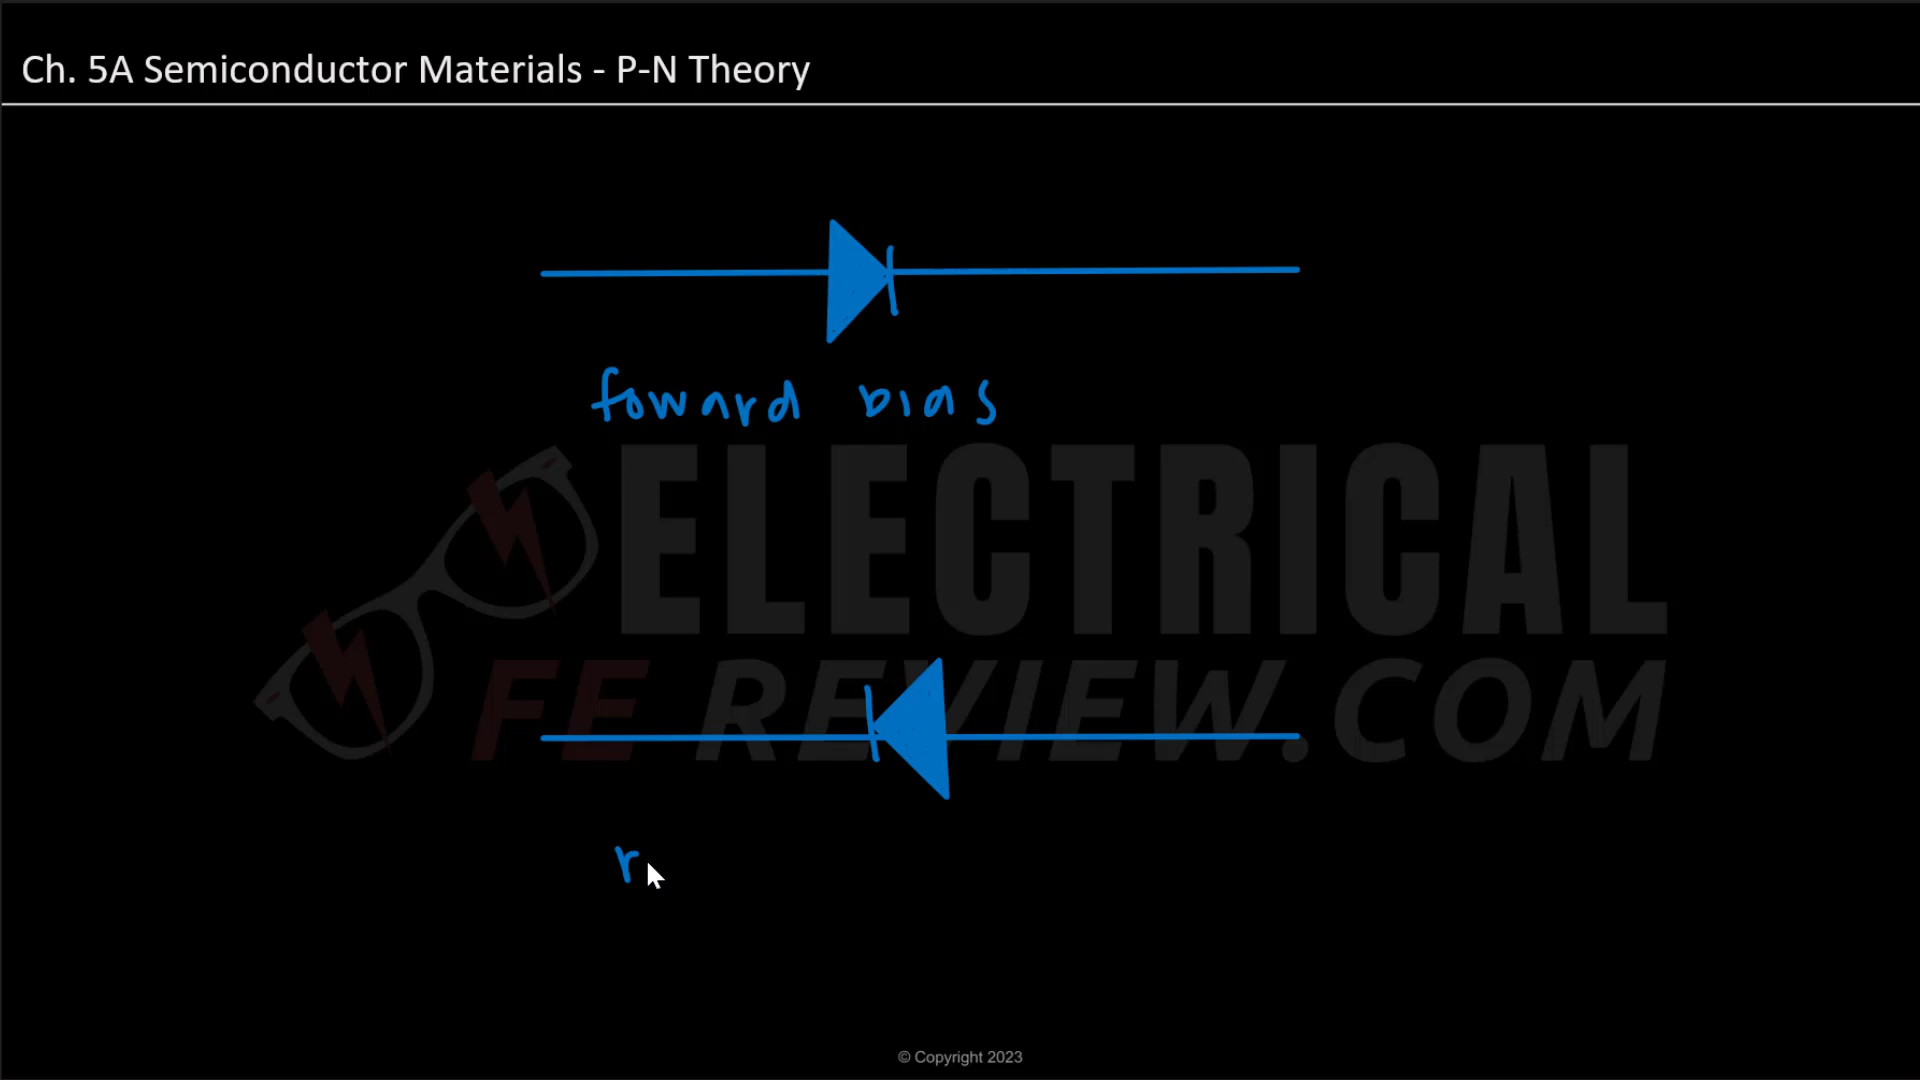 Ch. 5A Semiconductor Materials - P-N Theory
foward bias
ELECTRICAL
FE REVIEW.COM
r
© Copyright 2023